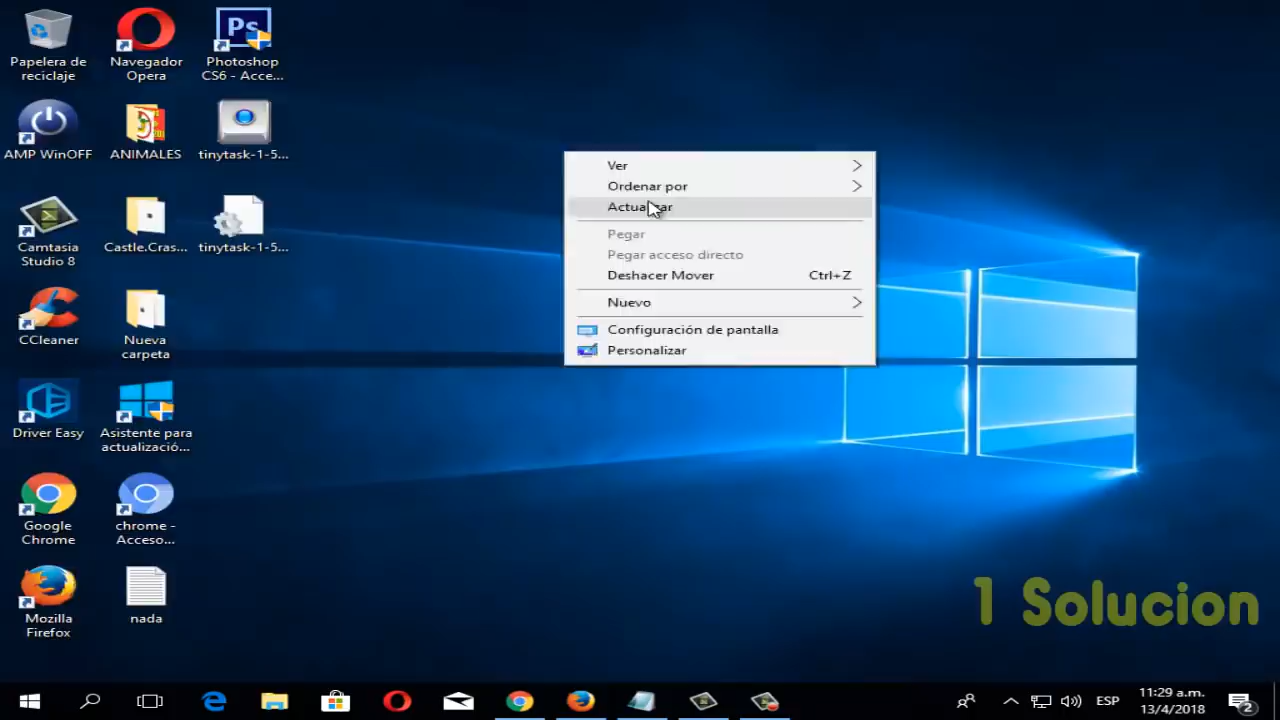 Papelera de
reciclaje
Navegador
Opera
Ps
Photoshop
CS6 - Acce...
AMP WinOFF
ANIMALES
tinytask-1-5...
Camtasia
Studio 8
Castle.Cras...
tinytask-1-5...
CCleaner
Nueva
carpeta
Driver Easy
Asistente para
actualizació...
Google
Chrome
chrome -
Acceso...
Mozilla
Firefox
nada
Ver
Ordenar por
Actualizar
Pegar
Pegar acceso directo
Deshacer Mover Ctrl+Z
Nuevo
Configuración de pantalla
Personalizar
1 Solucion
ESP
11:29 a.m.
13/4/2018
2